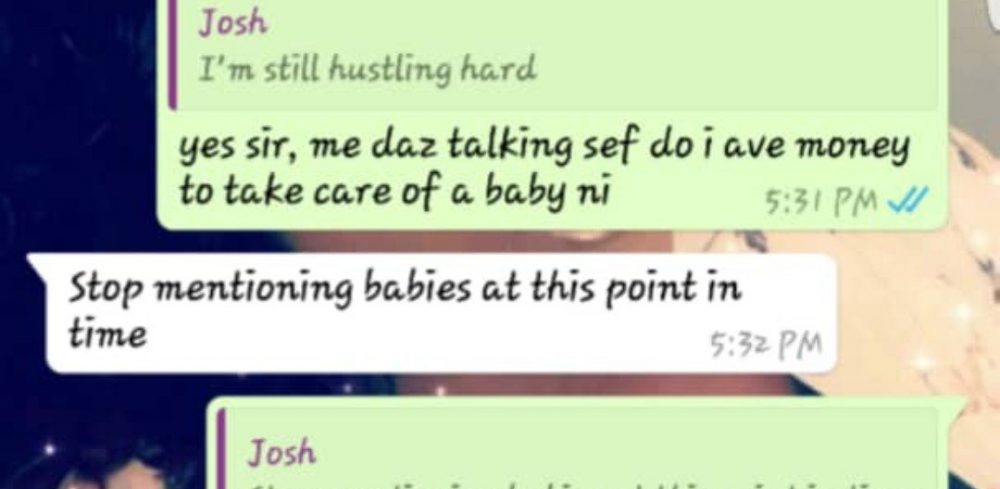 Josh
I'm still hustling hard
yes sir, me daz talking sef do i ave money
to take care of a baby ni
5:31 PM
Stop mentioning babies at this point in
time
5:32 PM
Josh